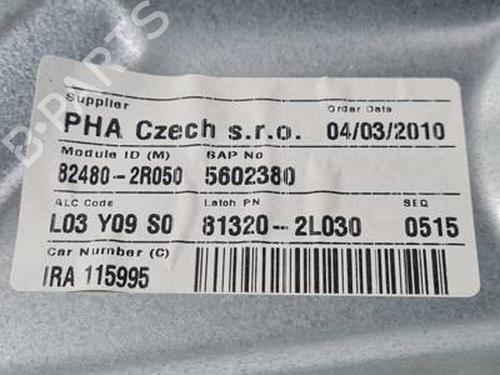 B-PARTS
Supplier Order Date
PHA Czech s.r.o. 04/03/2010
Module ID (M) GAP No
82480-2R050 5602380
ALC Code Latch PN SEQ
L03 Y09 S0 81320-2L030 0515
Car Number (C)
IRA 115995